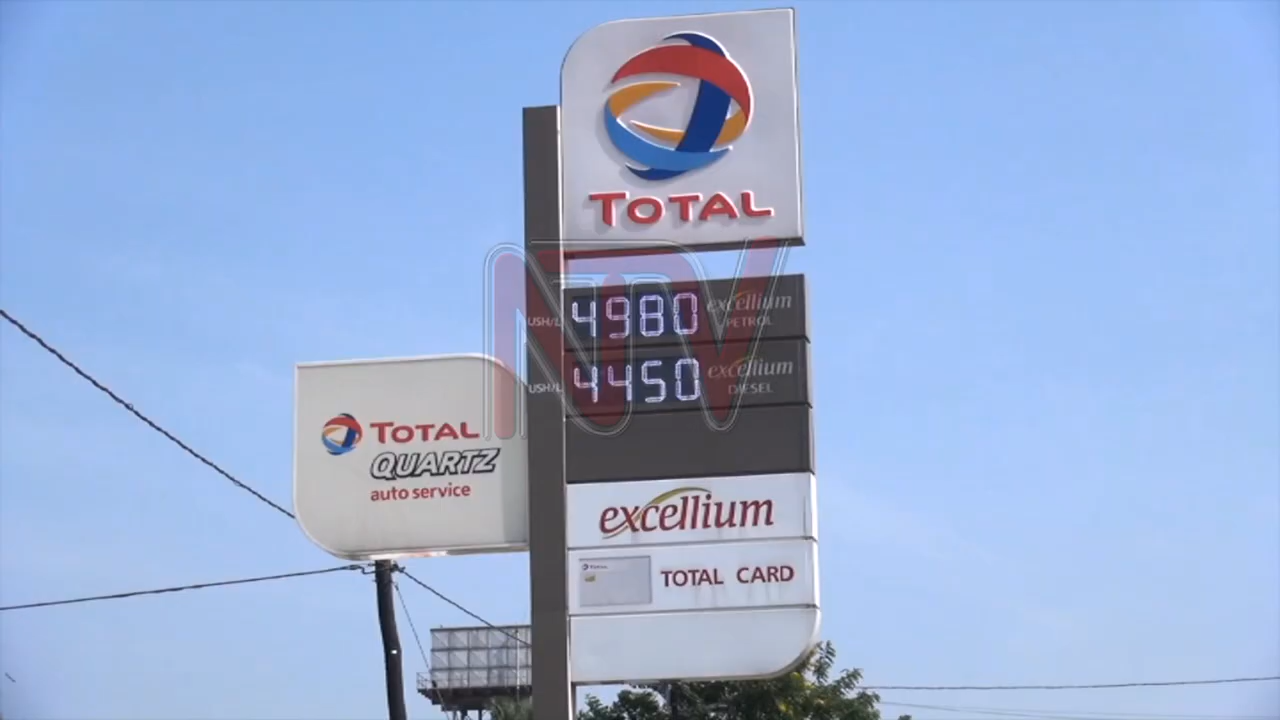 TOTAL
NTV
USH/L 4980 excellium
PETROL
USH/L 4450 excellium
DIESEL
TOTAL
QUARTZ
auto service
excellium
TOTAL CARD